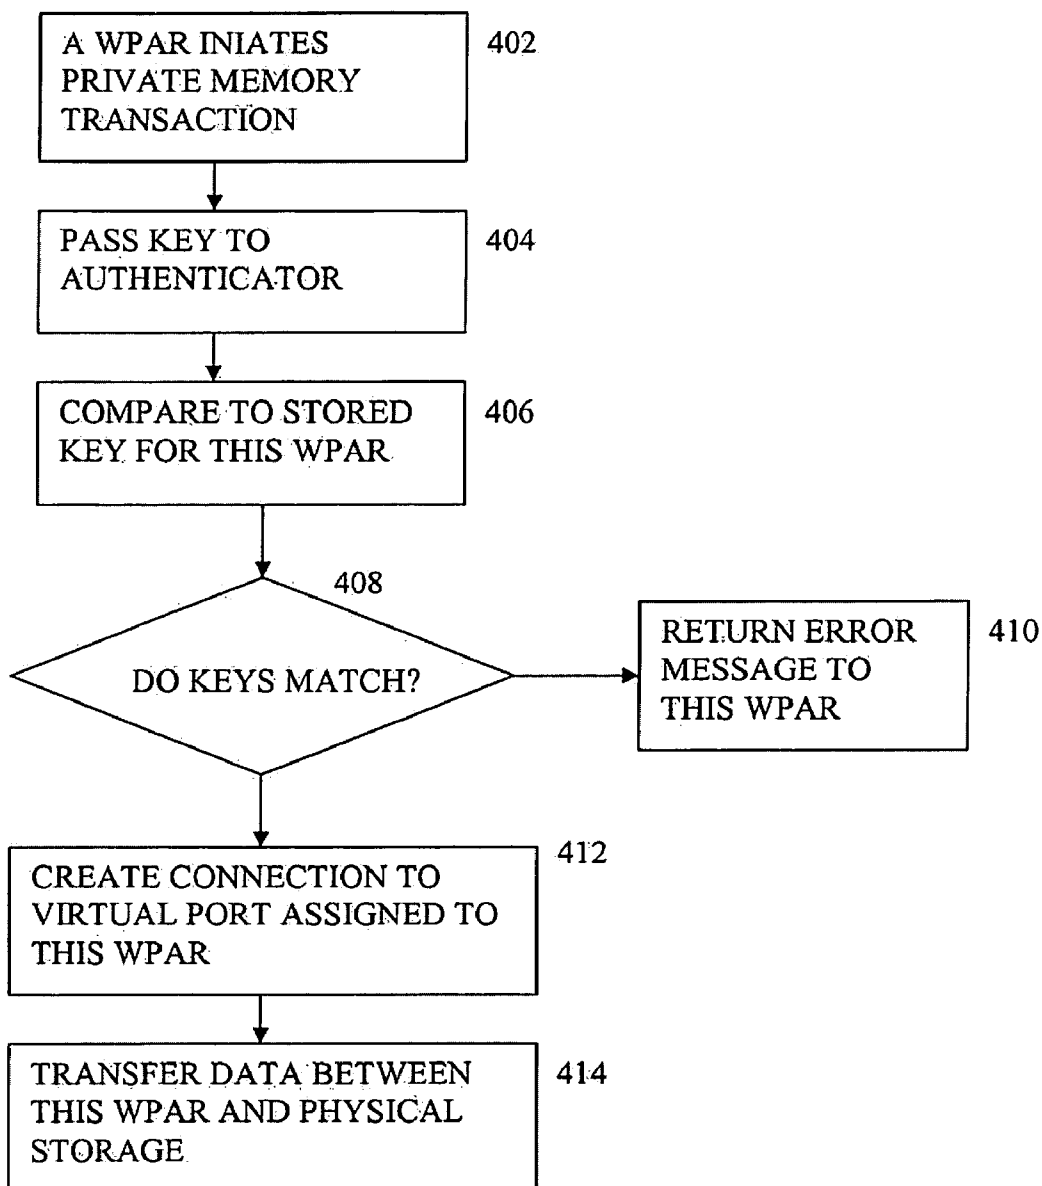 A WPAR INIATES
PRIVATE MEMORY
TRANSACTION
402
PASS KEY TO
AUTHENTICATOR
404
COMPARE TO STORED
KEY FOR THIS WPAR
406
408
DO KEYS MATCH?
RETURN ERROR
MESSAGE TO
THIS WPAR
410
CREATE CONNECTION TO
VIRTUAL PORT ASSIGNED TO
THIS WPAR
412
TRANSFER DATA BETWEEN
THIS WPAR AND PHYSICAL
STORAGE
414